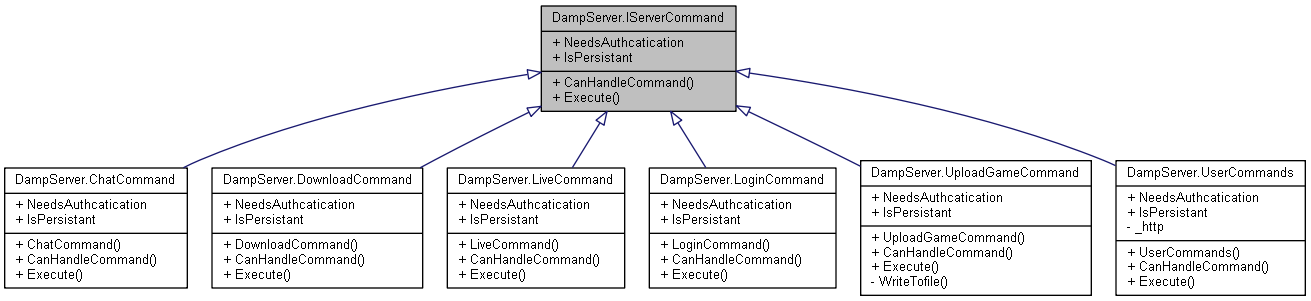 DampServer.IServerCommand
+ NeedsAuthcatication
+ IsPersistant
+ CanHandleCommand()
+ Execute()
DampServer.ChatCommand
+ NeedsAuthcatication
+ IsPersistant
+ ChatCommand()
+ CanHandleCommand()
+ Execute()
DampServer.DownloadCommand
+ NeedsAuthcatication
+ IsPersistant
+ DownloadCommand()
+ CanHandleCommand()
+ Execute()
DampServer.LiveCommand
+ NeedsAuthcatication
+ IsPersistant
+ LiveCommand()
+ CanHandleCommand()
+ Execute()
DampServer.LoginCommand
+ NeedsAuthcatication
+ IsPersistant
+ LoginCommand()
+ CanHandleCommand()
+ Execute()
DampServer.UploadGameCommand
+ NeedsAuthcatication
+ IsPersistant
+ UploadGameCommand()
+ CanHandleCommand()
+ Execute()
- WriteTofile()
DampServer.UserCommands
+ NeedsAuthcatication
+ IsPersistant
- _http
+ UserCommands()
+ CanHandleCommand()
+ Execute()